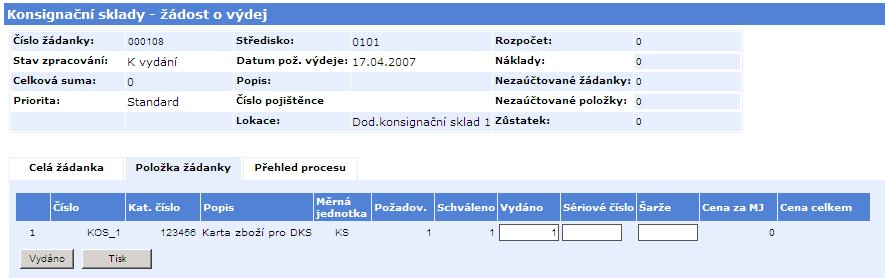 Konsignační sklady - žádost o výdej
Číslo žádanky: 000108 Středisko: 0101 Rozpočet: 0
Stav zpracování: K vydání Datum pož. výdeje: 17.04.2007 Náklady: 0
Celková suma: 0 Popis: Nezaúčtované žádanky: 0
Priorita: Standard Číslo pojištěnce Nezaúčtované položky: 0
Lokace: Dod.konsignační sklad 1 Zůstatek: 0
Celá žádanka Položka žádanky Přehled procesu
Číslo Kat. číslo Popis Měrná jednotka Požadov. Schváleno Vydáno Sériové číslo Šarže Cena za MJ Cena celkem
1 KOS_1 123456 Karta zboží pro DKS KS 1 1 1 0
Vydáno Tisk